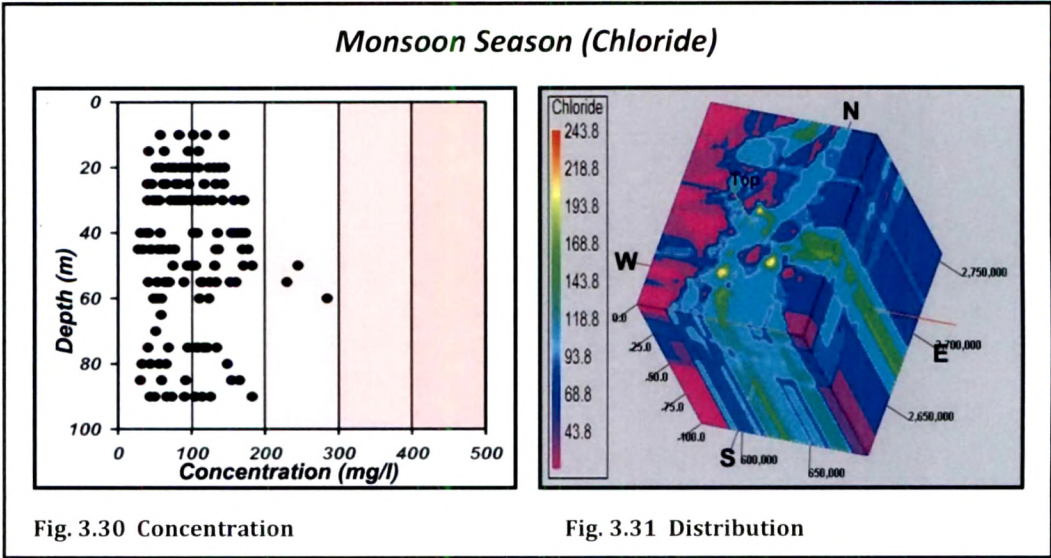 Monsoon Season (Chloride)
0
20
40
60
80
100
Depth (m)
0 100 200 300 400 500
Concentration (mg/l)
Fig. 3.30 Concentration
Chloride
243.8
218.8
193.8
168.8
143.8
118.8
93.8
68.8
43.8
N
Top
W
2,750,000
0.0
E
-25.0
-50.0
2,650,000
-75.0
-100.0
S
600,000
650,000
Fig. 3.31 Distribution